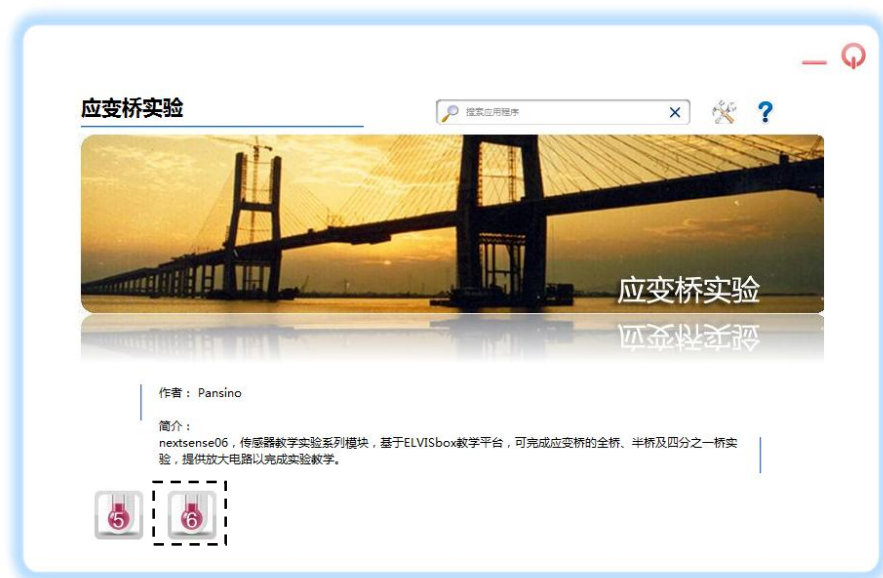 应变桥实验
搜索应用程序
应变桥实验
作者： Pansino
简介：
nextsense06，传感器教学实验系列模块，基于ELVISbox教学平台，可完成应变桥的全桥、半桥及四分之一桥实
验，提供放大电路以完成实验教学。
5 6